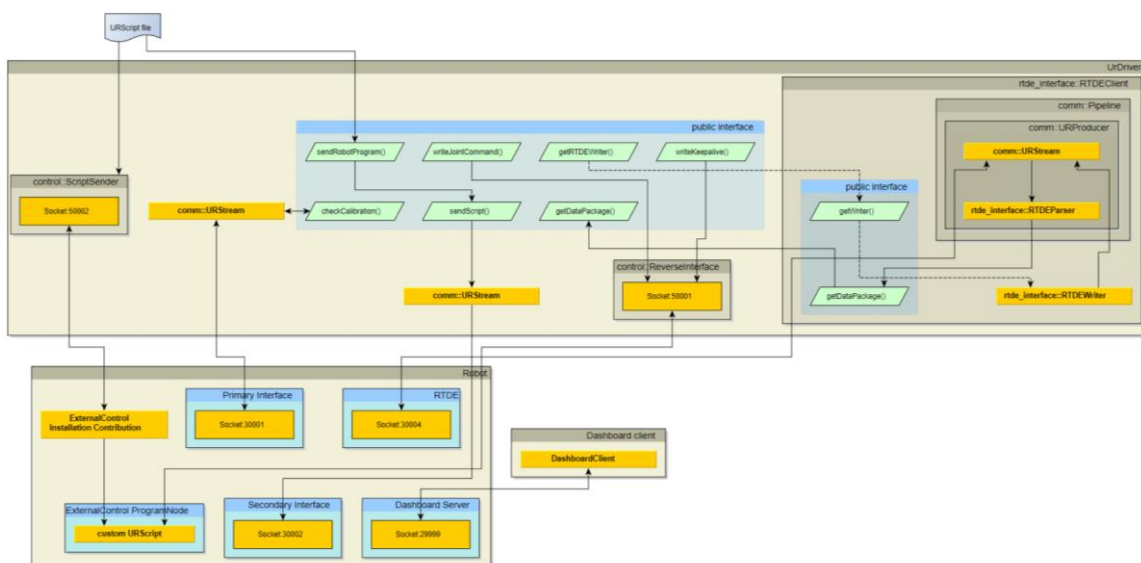 URScript file
UrDriver
rtde_interface::RTDEClient
comm::Pipeline
public interface
comm::URProducer
sendRobotProgram()
writeJointCommand()
getRTDEWriter()
writeKeepalive()
comm::URStream
control::ScriptSender
public interface
Socket:50002
comm::URStream
checkCalibration()
sendScript()
getDataPackage()
getWriter()
rtde_interface::RTDEParser
control::ReverseInterface
comm::URStream
Socket:50001
getDataPackage()
rtde_interface::RTDEWriter
Robot
Primary Interface
RTDE
ExternalControl
Installation Contribution
Socket:30001
Socket:30004
Dashboard client
DashboardClient
ExternalControl ProgramNode
Secondary Interface
Dashboard Server
custom URScript
Socket:30002
Socket:29999